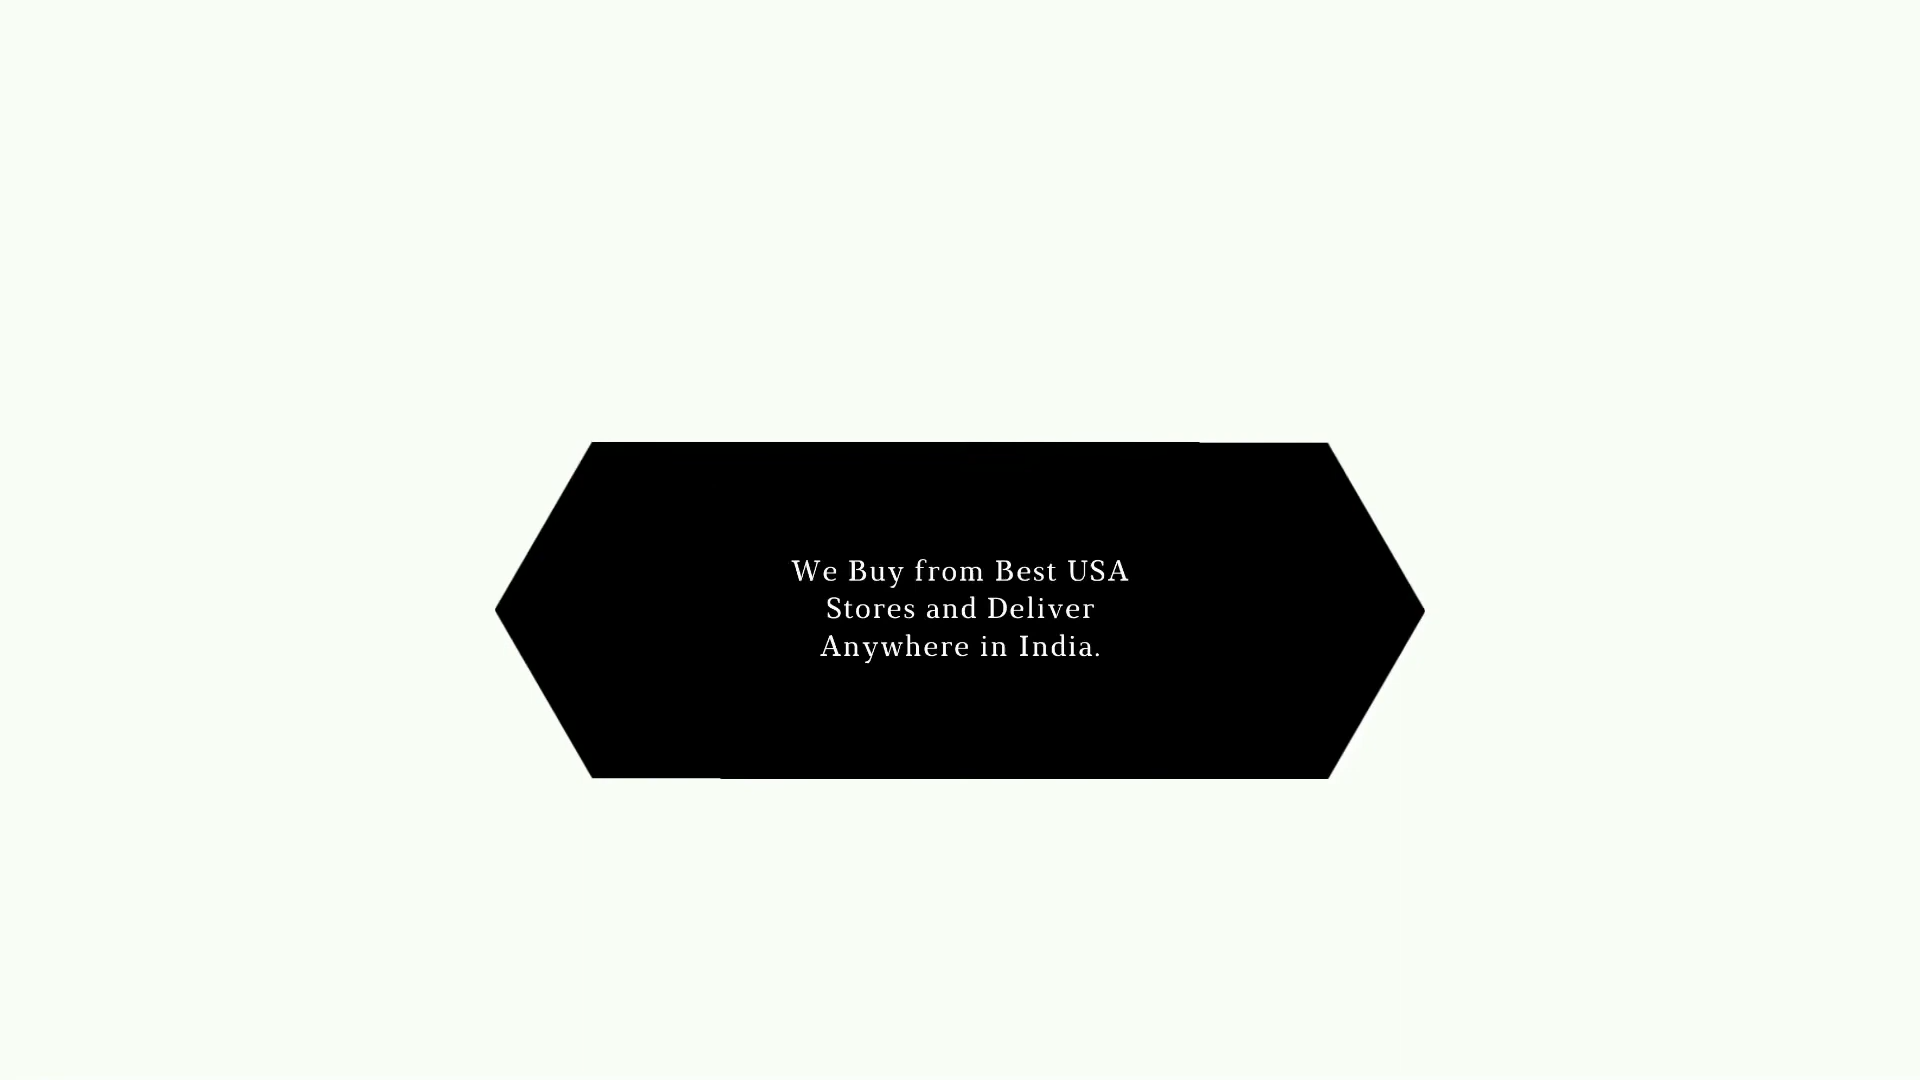 We Buy from Best USA
Stores and Deliver
Anywhere in India.